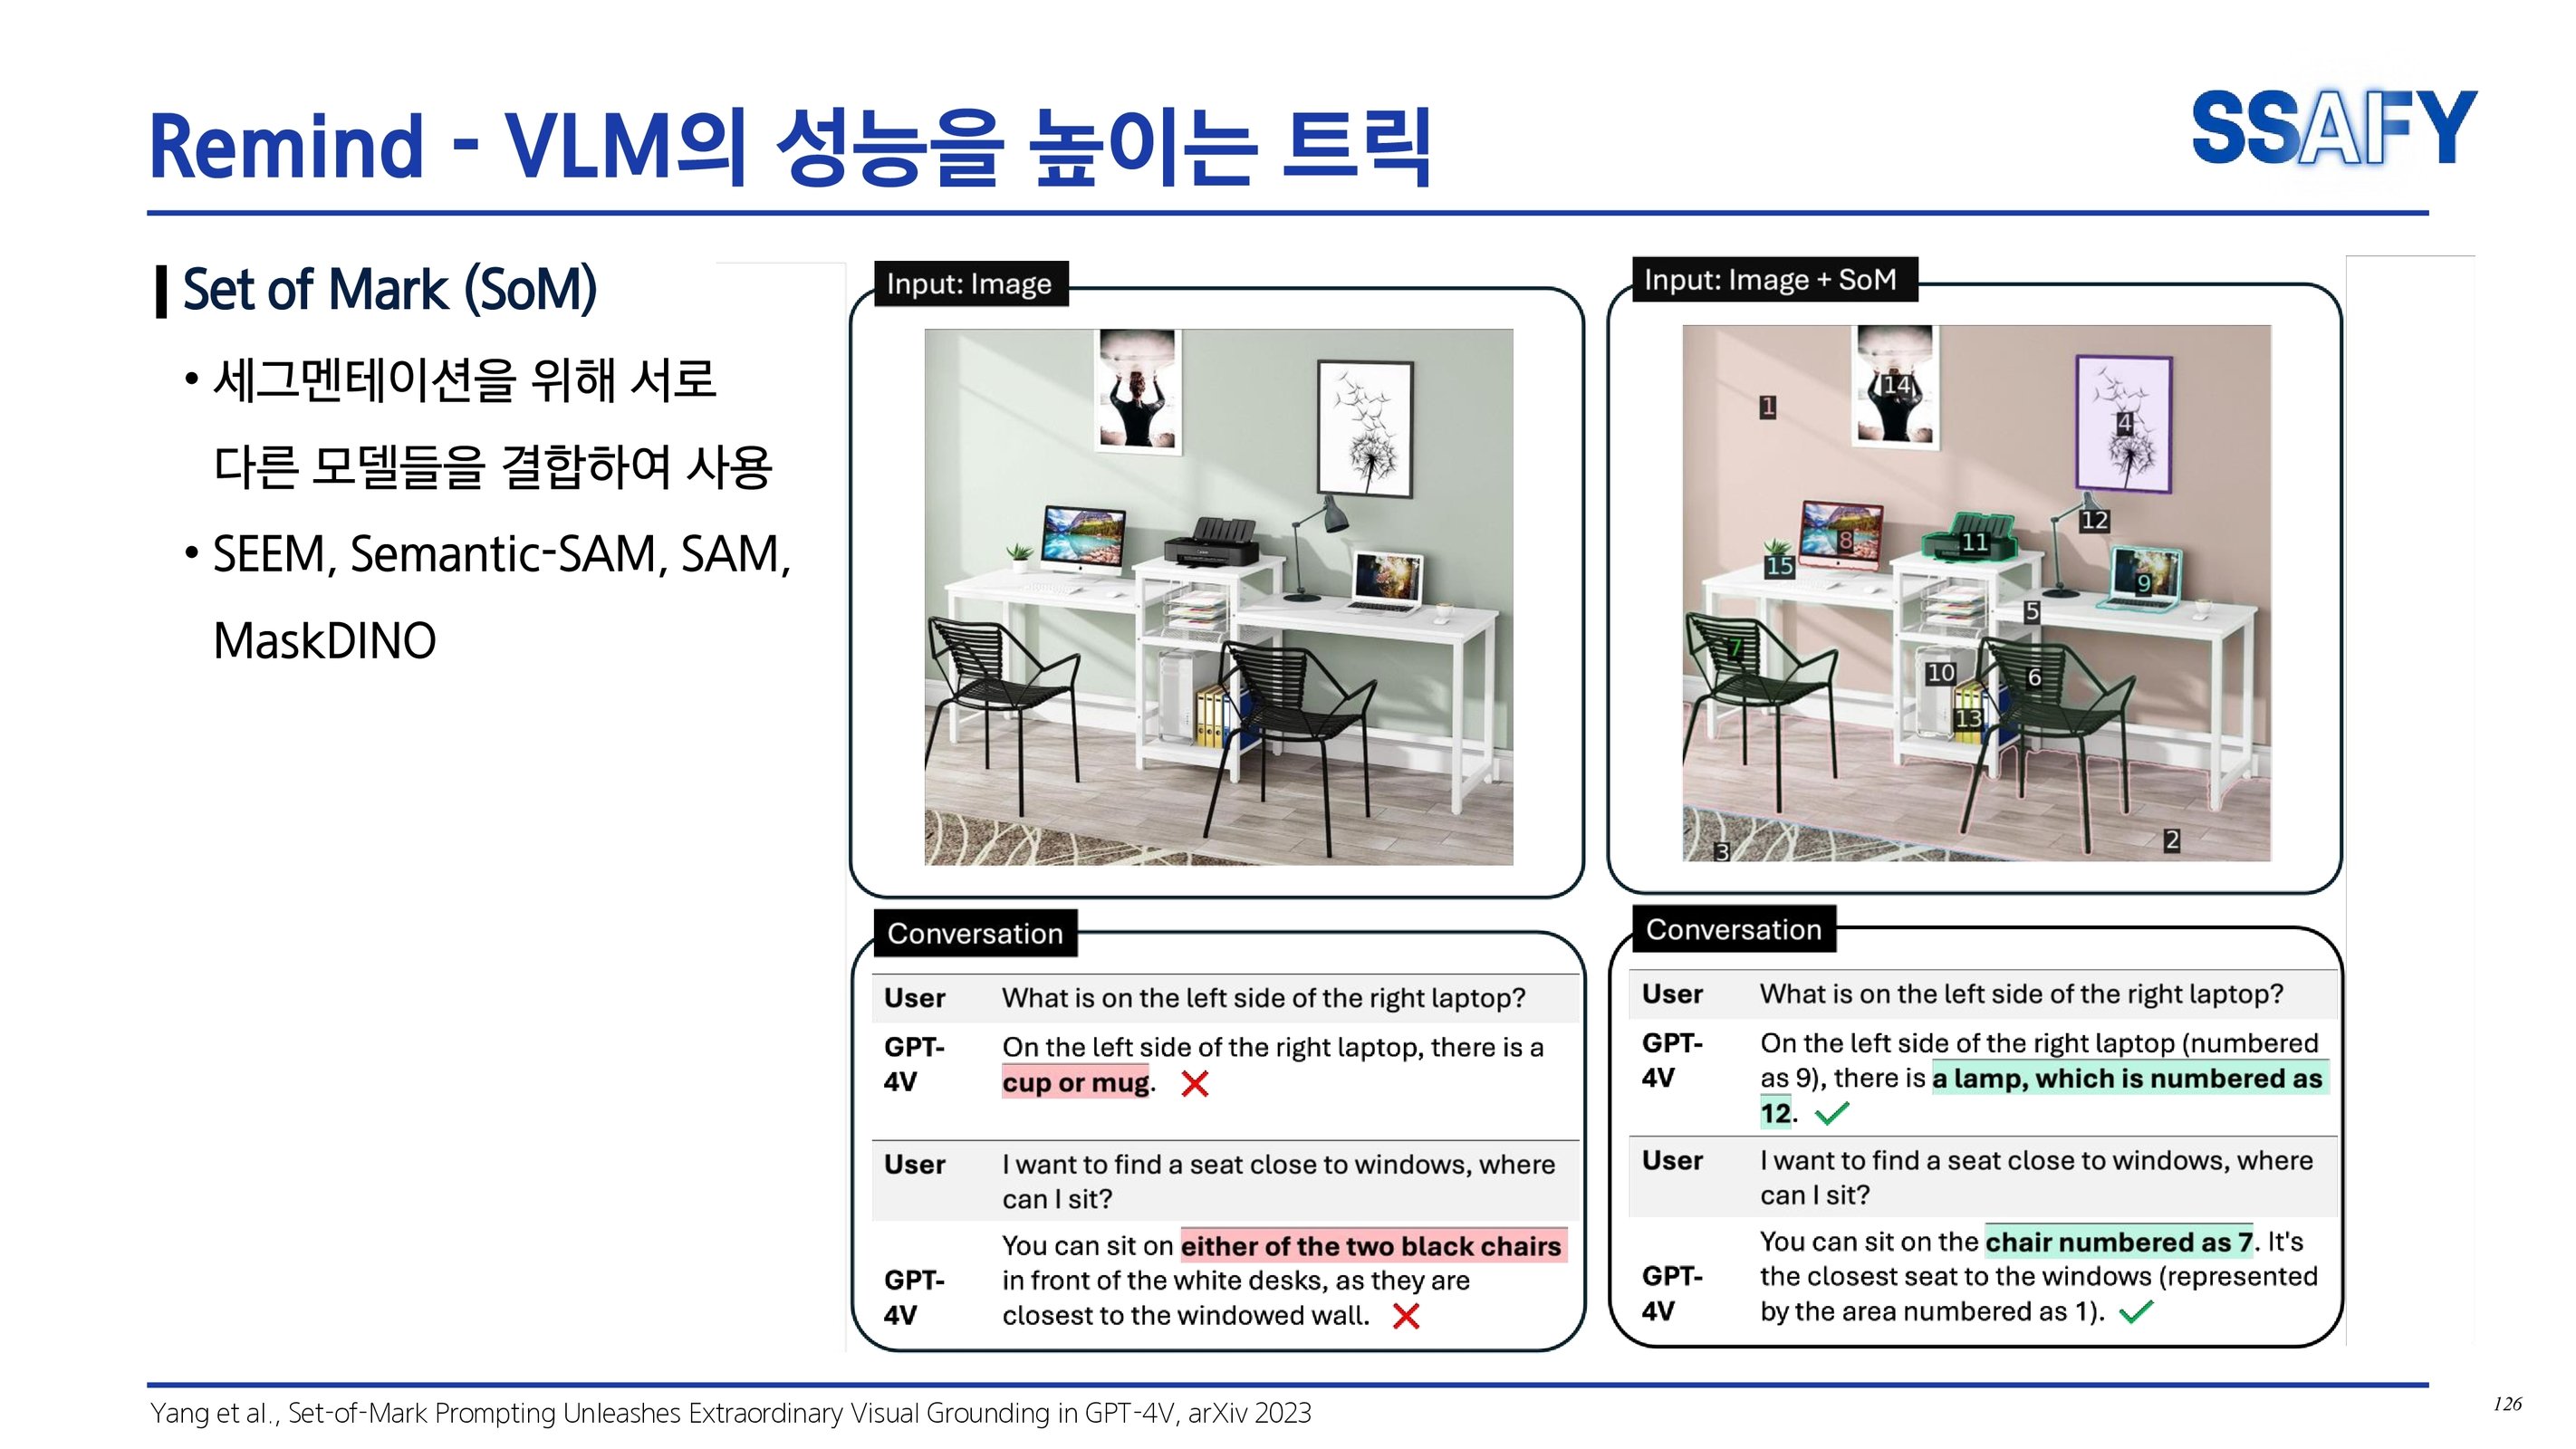 Remind - VLM의 성능을 높이는 트릭
SSAFY
Set of Mark (SoM)
• 세그멘테이션을 위해 서로
다른 모델들을 결합하여 사용
• SEEM, Semantic-SAM, SAM,
MaskDINO
Input: Image
Conversation
User
What is on the left side of the right laptop?
GPT-
4V
On the left side of the right laptop, there is a
cup or mug.
User
I want to find a seat close to windows, where
can I sit?
GPT-
4V
You can sit on either of the two black chairs
in front of the white desks, as they are
closest to the windowed wall.
Input: Image + SoM
1
14
4
12
8
11
15
9
5
7
10
6
13
2
3
Conversation
User
What is on the left side of the right laptop?
GPT-
4V
On the left side of the right laptop (numbered
as 9), there is a lamp, which is numbered as
12.
User
I want to find a seat close to windows, where
can I sit?
GPT-
4V
You can sit on the chair numbered as 7. It's
the closest seat to the windows (represented
by the area numbered as 1).
Yang et al., Set-of-Mark Prompting Unleashes Extraordinary Visual Grounding in GPT-4V, arXiv 2023
126